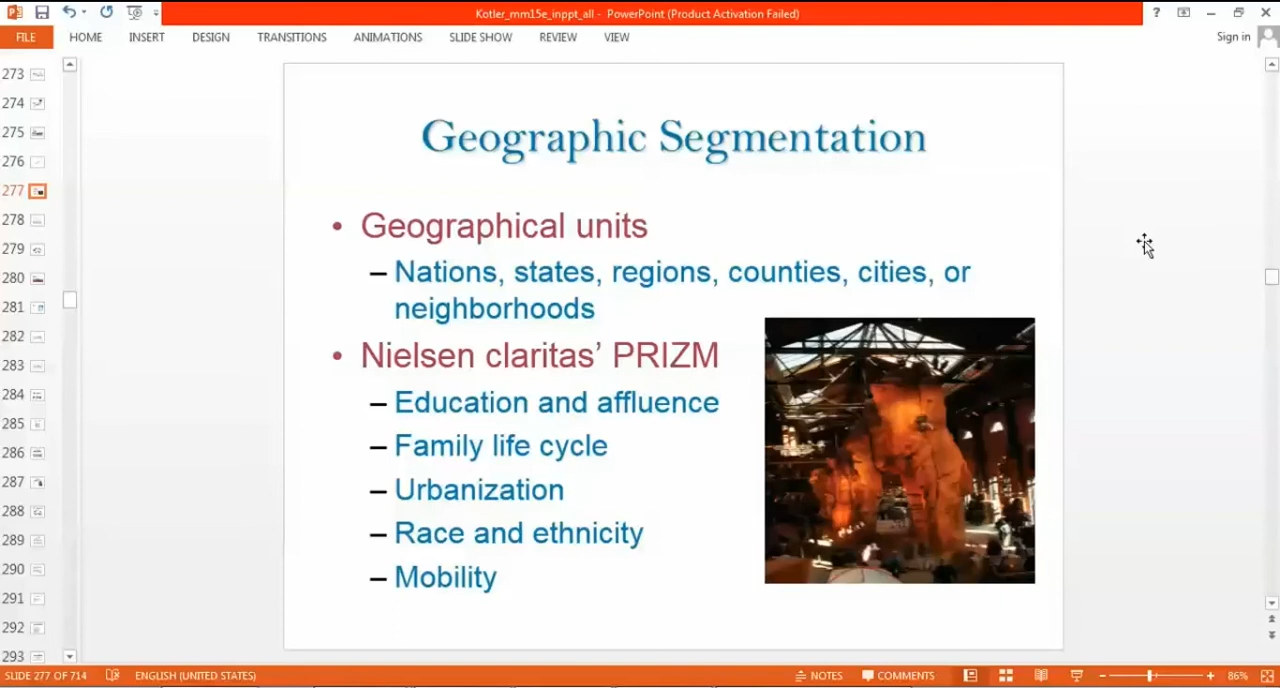 Kotler_mm15e_inppt_all - PowerPoint (Product Activation Failed)
FILE HOME INSERT DESIGN TRANSITIONS ANIMATIONS SLIDE SHOW REVIEW VIEW Sign in
273
274
275
276
277
278
279
280
281
282
283
284
285
286
287
288
289
290
291
292
293
Geographic Segmentation
• Geographical units
– Nations, states, regions, counties, cities, or
neighborhoods
• Nielsen claritas’ PRIZM
– Education and affluence
– Family life cycle
– Urbanization
– Race and ethnicity
– Mobility
SLIDE 277 OF 714 ENGLISH (UNITED STATES) NOTES COMMENTS 86%